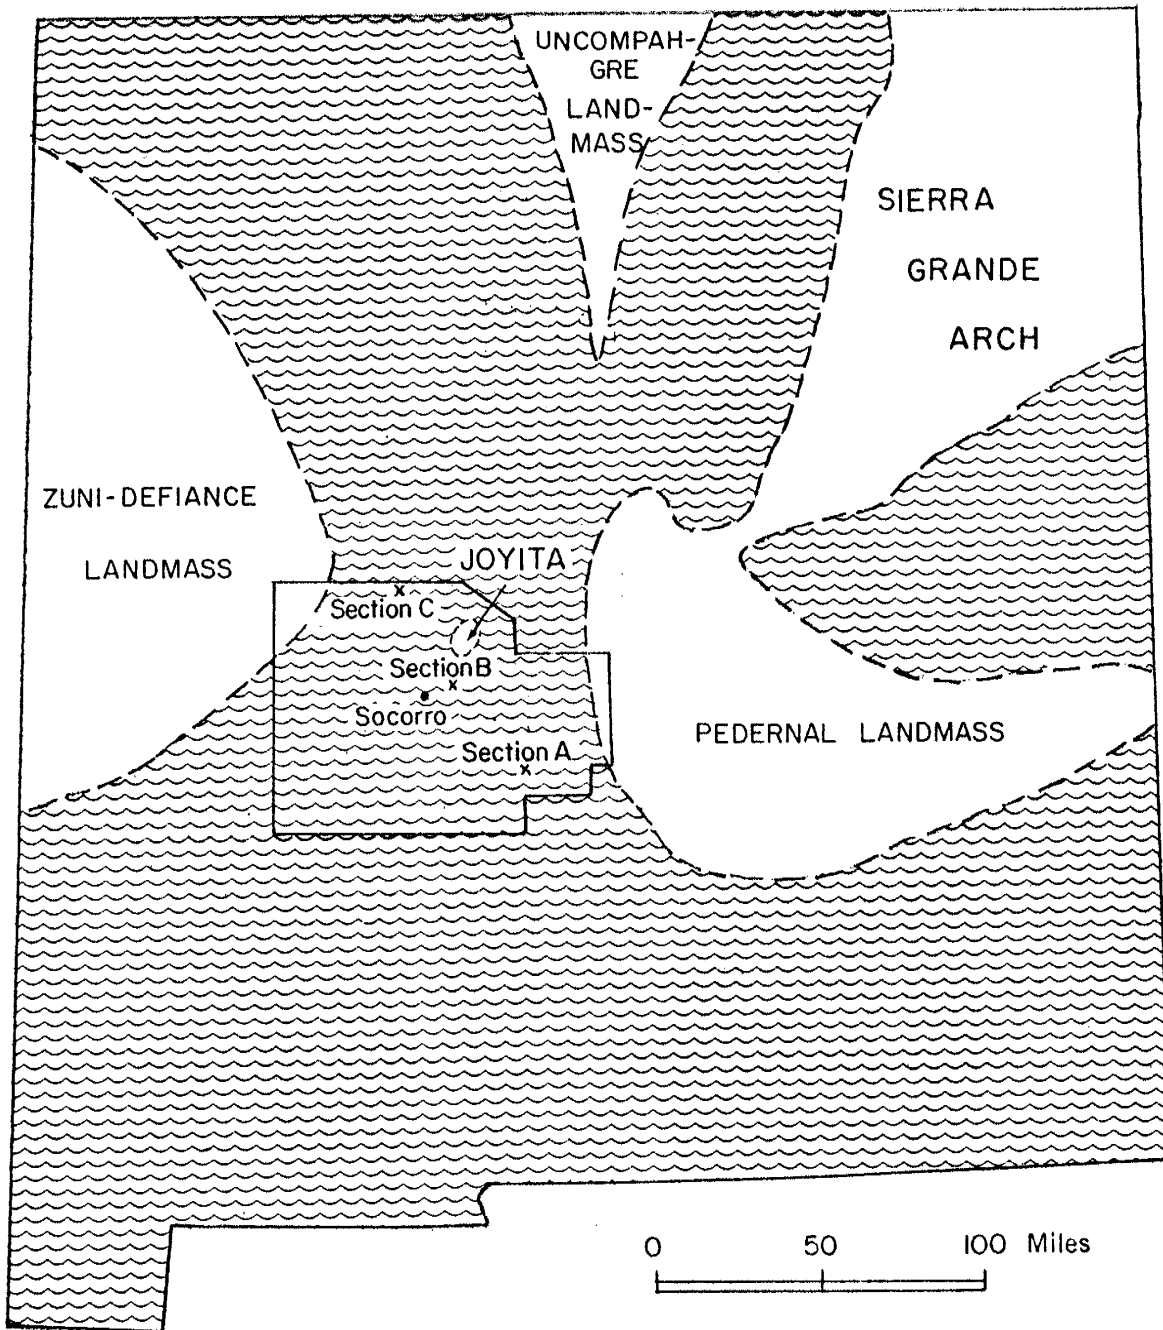 UNCOMPAH-
GRE
LAND-
MASS
SIERRA
GRANDE
ARCH
ZUNI-DEFIANCE
LANDMASS
JOYITA
Section C
Section B
Socorro
Section A
PEDERNAL LANDMASS
0 50 100 Miles